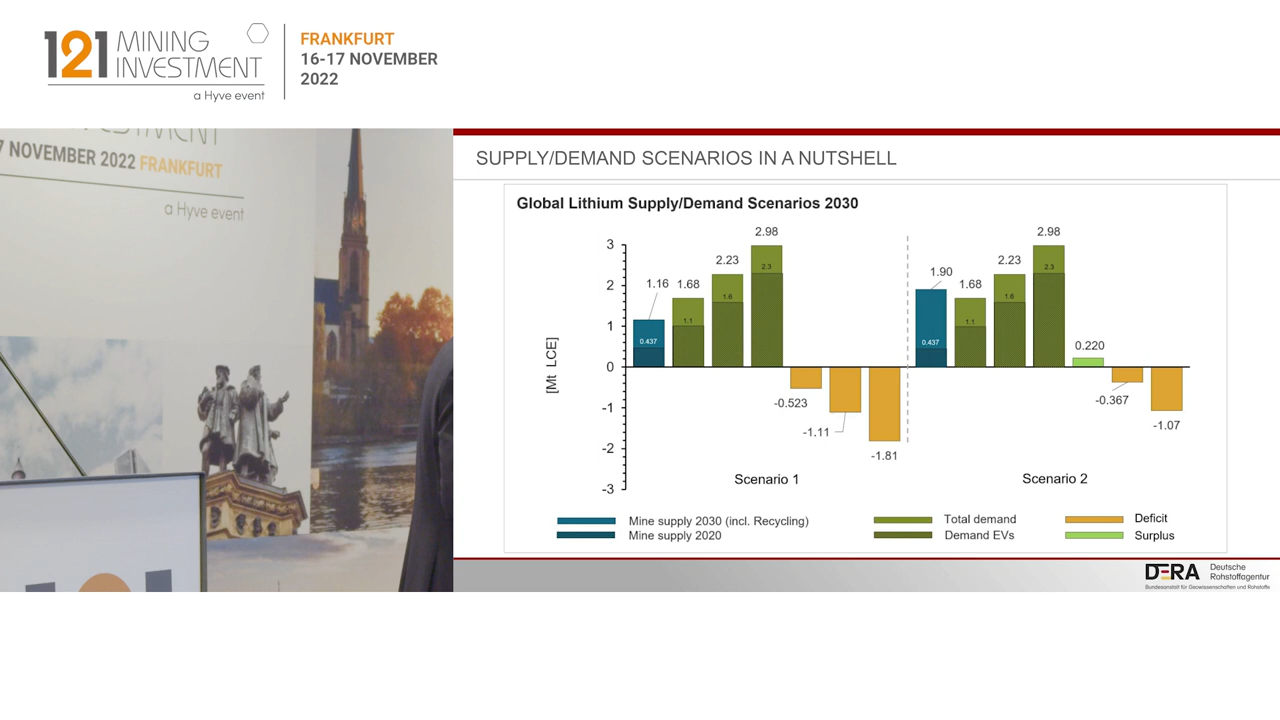 121 MINING INVESTMENT
a Hyve event
FRANKFURT
16-17 NOVEMBER
2022
7 NOVEMBER 2022 FRANKFURT
a Hyve event
SUPPLY/DEMAND SCENARIOS IN A NUTSHELL
Global Lithium Supply/Demand Scenarios 2030
[Mt LCE]
3
2
1
0
-1
-2
-3
1.16
0.437
1.68
1.1
2.23
1.6
2.98
2.3
-0.523
-1.11
-1.81
Scenario 1
1.90
0.437
1.68
1.1
2.23
1.6
2.98
2.3
0.220
-0.367
-1.07
Scenario 2
Mine supply 2030 (incl. Recycling)
Mine supply 2020
Total demand
Demand EVs
Deficit
Surplus
DERA Deutsche
Rohstoffagentur
Bundesanstalt für Geowissenschaften und Rohstoffe